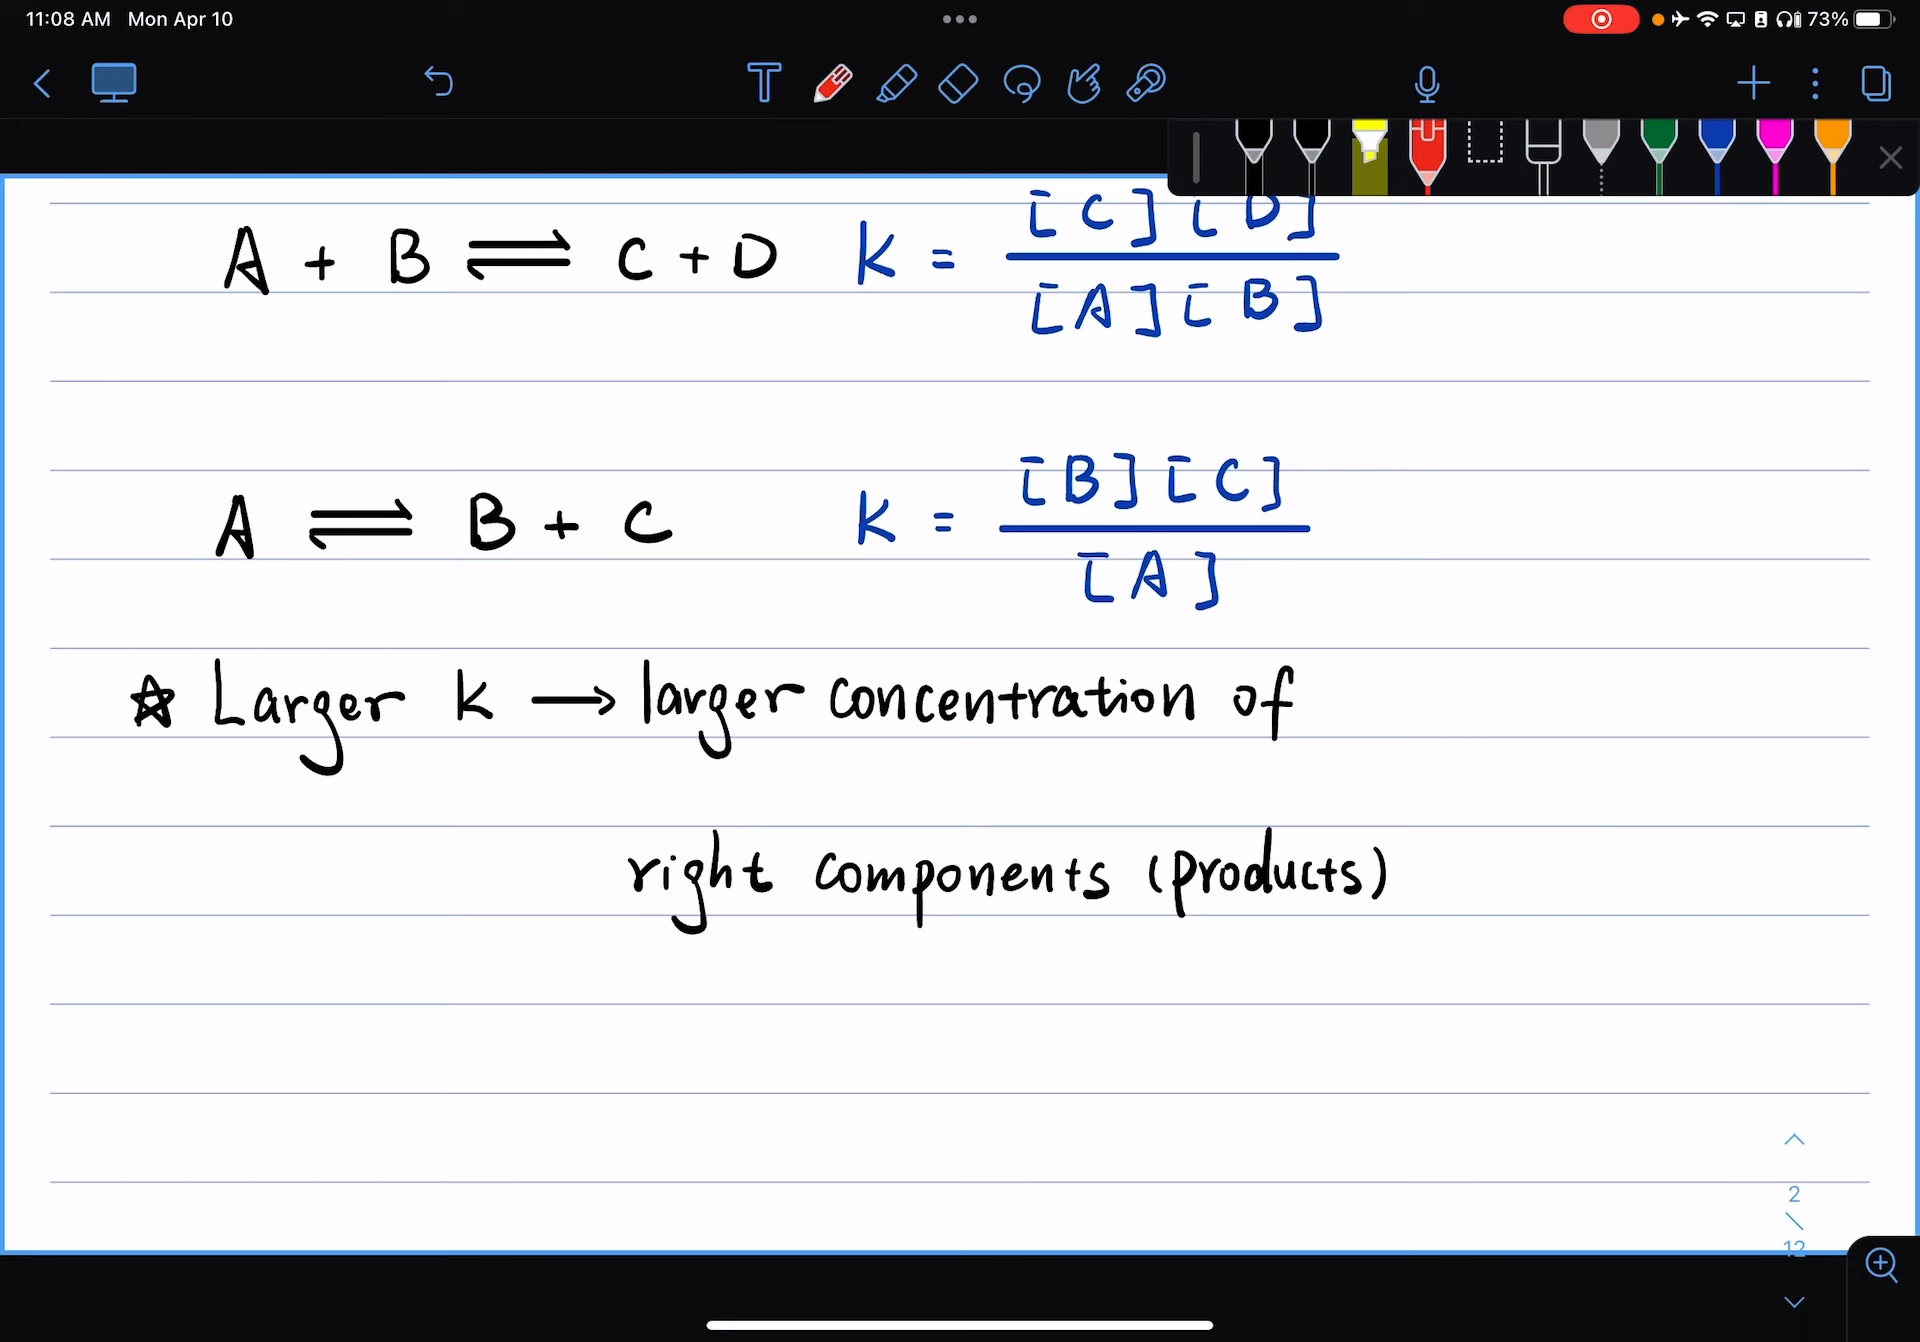 11:08 AM Mon Apr 10
73%
A + B ⇌ C + D K = [C][D] / [A][B]
A ⇌ B + C K = [B][C] / [A]
☆ Larger K → larger concentration of
right components (products)
2
12